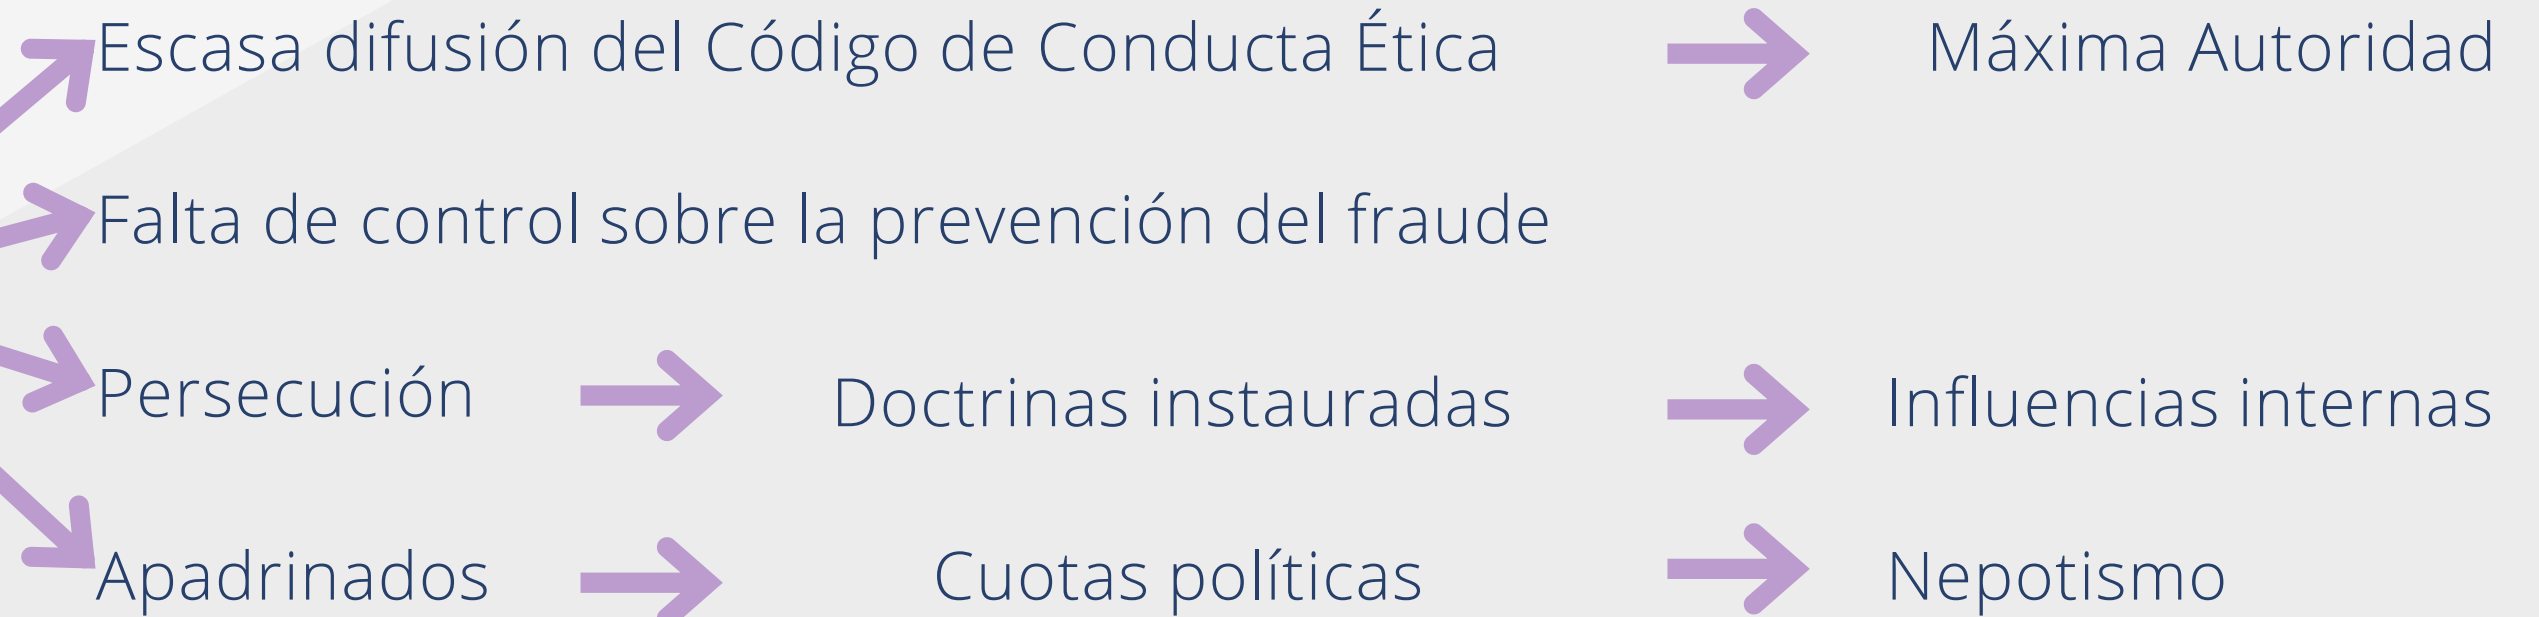 Escasa difusión del Código de Conducta Ética Máxima Autoridad
Falta de control sobre la prevención del fraude
Persecución Doctrinas instauradas Influencias internas
Apadrinados Cuotas políticas Nepotismo